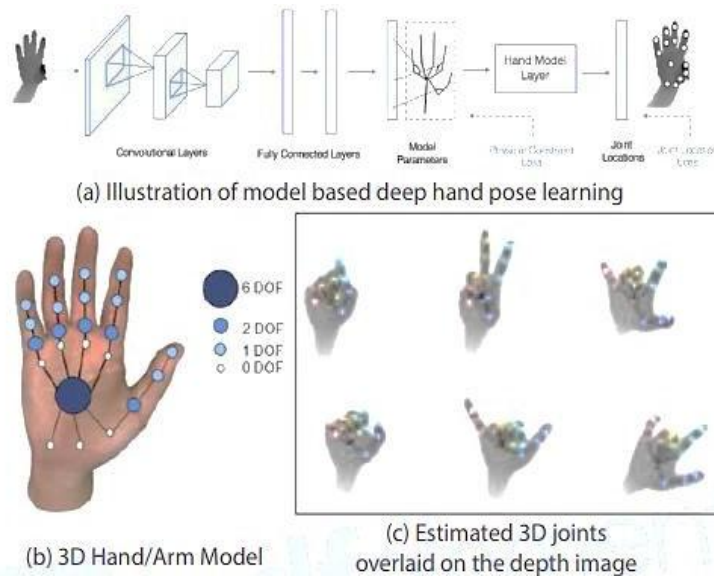 Hand Model
Layer
Convolutional Layers
Fully Connected Layers
Model
Parameters
Joint
Locations
(a) Illustration of model based deep hand pose learning
6 DOF
2 DOF
1 DOF
0 DOF
(b) 3D Hand/Arm Model
(c) Estimated 3D joints
overlaid on the depth image